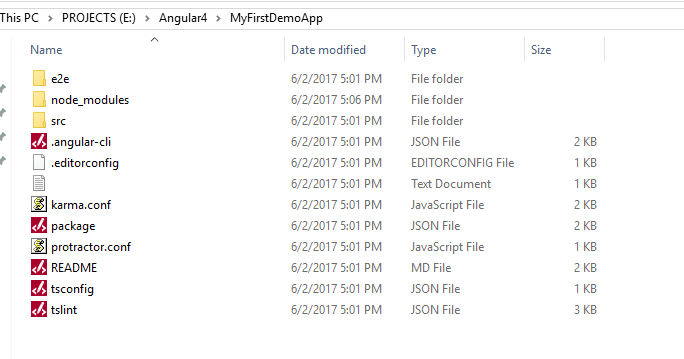 This PC > PROJECTS (E:) > Angular4 > MyFirstDemoApp
Name Date modified Type Size
e2e 6/2/2017 5:01 PM File folder
node_modules 6/2/2017 5:06 PM File folder
src 6/2/2017 5:01 PM File folder
.angular-cli 6/2/2017 5:01 PM JSON File 2 KB
.editorconfig 6/2/2017 5:01 PM EDITORCONFIG File 1 KB
6/2/2017 5:01 PM Text Document 1 KB
karma.conf 6/2/2017 5:01 PM JavaScript File 2 KB
package 6/2/2017 5:01 PM JSON File 2 KB
protractor.conf 6/2/2017 5:01 PM JavaScript File 1 KB
README 6/2/2017 5:01 PM MD File 2 KB
tsconfig 6/2/2017 5:01 PM JSON File 1 KB
tslint 6/2/2017 5:01 PM JSON File 3 KB